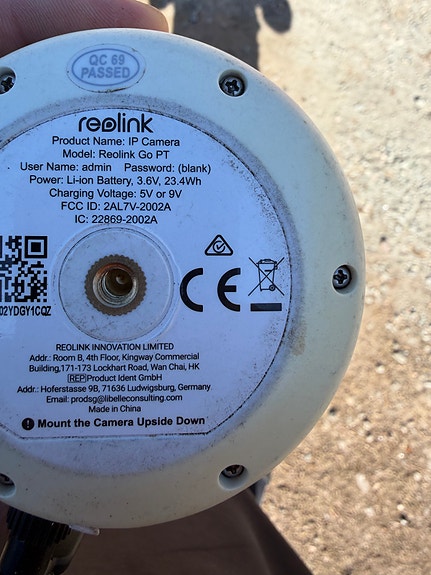 QC 69
PASSED
reolink
Product Name: IP Camera
Model: Reolink Go PT
User Name: admin Password: (blank)
Power: Li-ion Battery, 3.6V, 23.4Wh
Charging Voltage: 5V or 9V
FCC ID: 2AL7V-2002A
IC: 22869-2002A
02YDGY1CQZ
CE
REOLINK INNOVATION LIMITED
Addr.: Room B, 4th Floor, Kingway Commercial
Building,171-173 Lockhart Road, Wan Chai, HK
REP Product Ident GmbH
Addr.: Hoferstasse 9B, 71636 Ludwigsburg, Germany
Email: prodsg@libelleconsulting.com
Made in China
Mount the Camera Upside Down